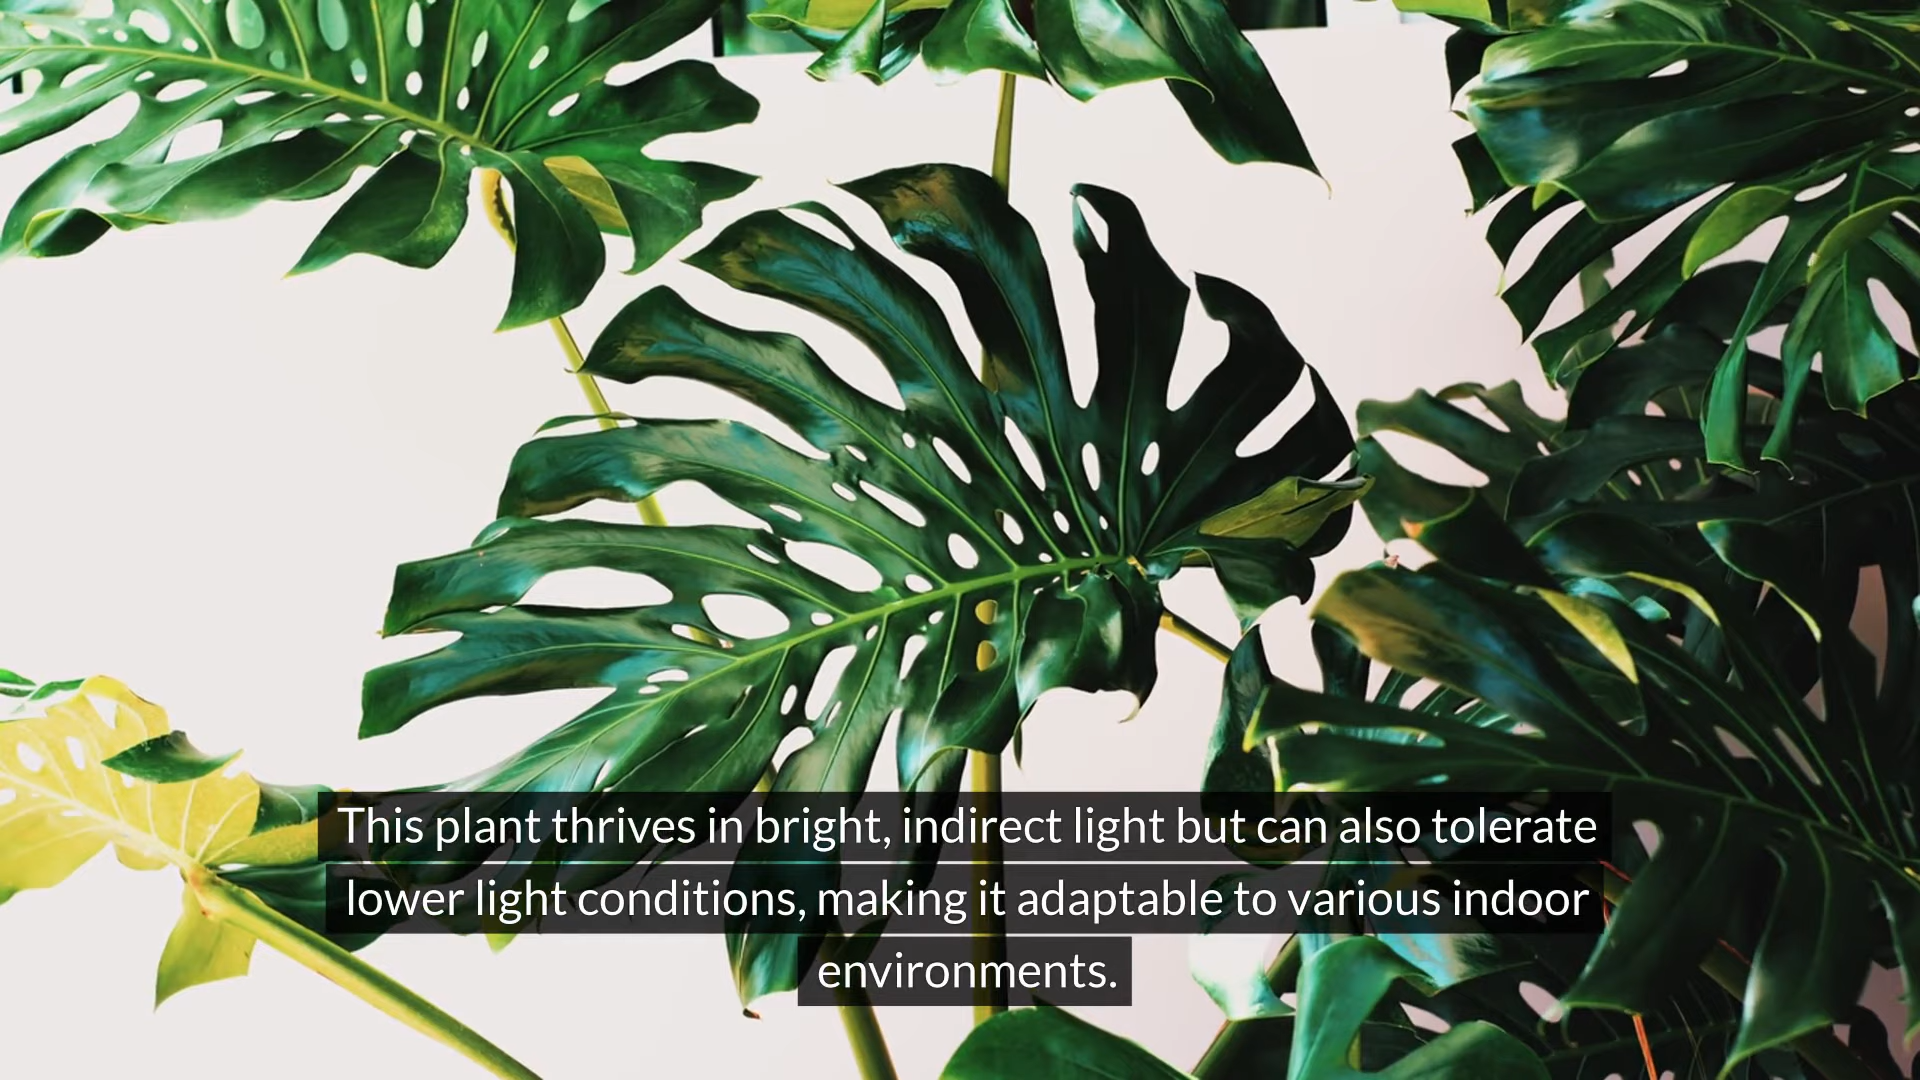 This plant thrives in bright, indirect light but can also tolerate
lower light conditions, making it adaptable to various indoor
environments.